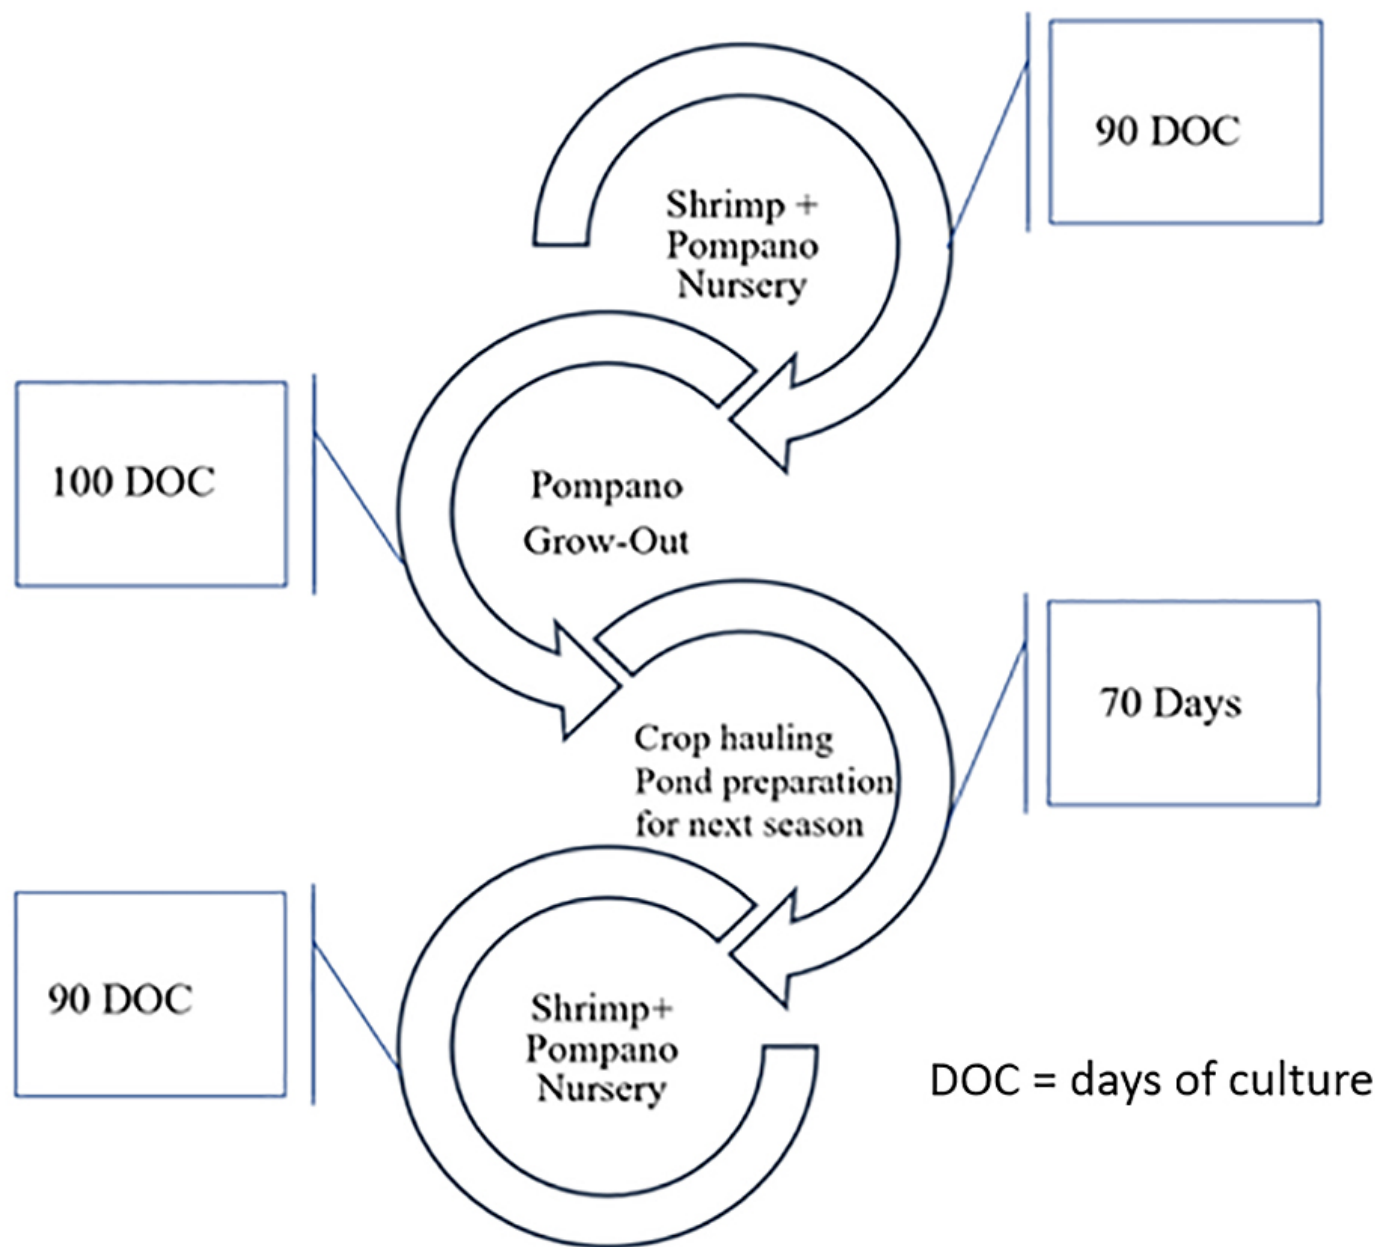 Shrimp +
Pompano
Nursery
90 DOC
Pompano
Grow-Out
100 DOC
Crop hauling
Pond preparation
for next season
70 Days
Shrimp+
Pompano
Nursery
90 DOC
DOC = days of culture